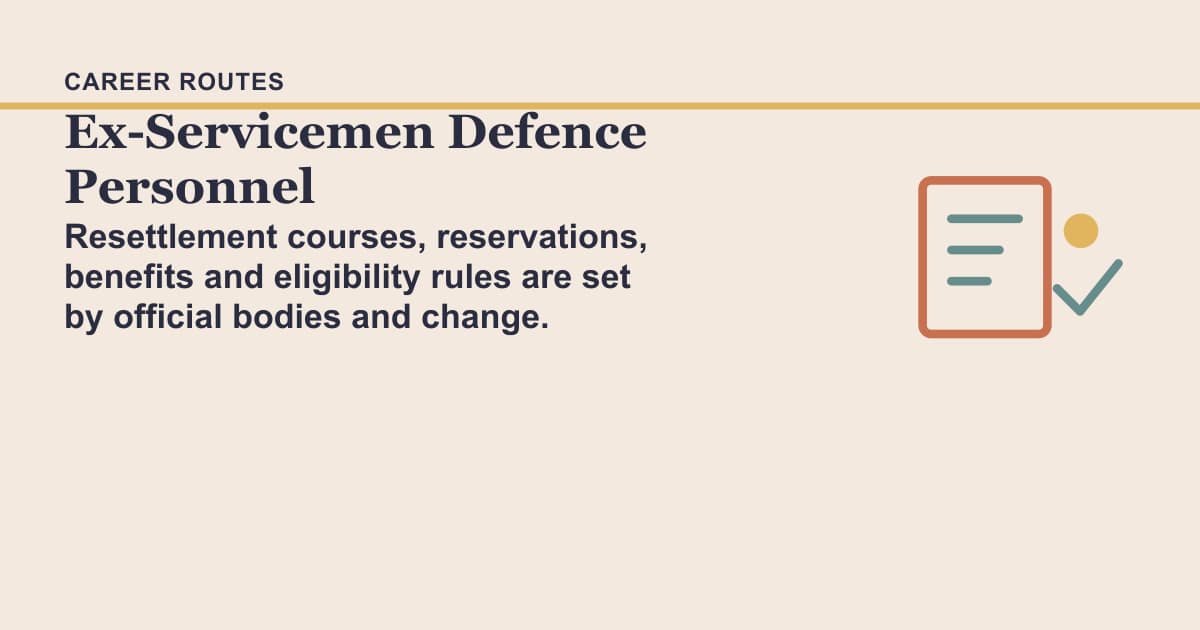 CAREER ROUTES
Ex-Servicemen Defence
Personnel
Resettlement courses, reservations,
benefits and eligibility rules are set
by official bodies and change.